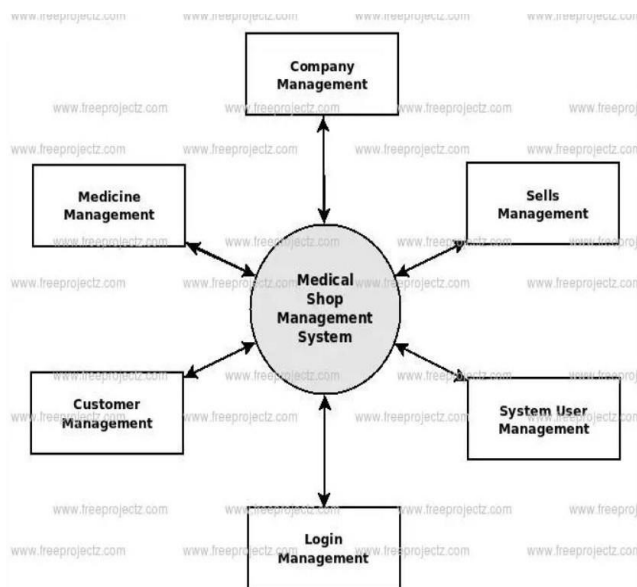 Company
Management
Medicine
Management
Sells
Management
Medical
Shop
Management
System
Customer
Management
System User
Management
Login
Management
www.freeprojectz.com